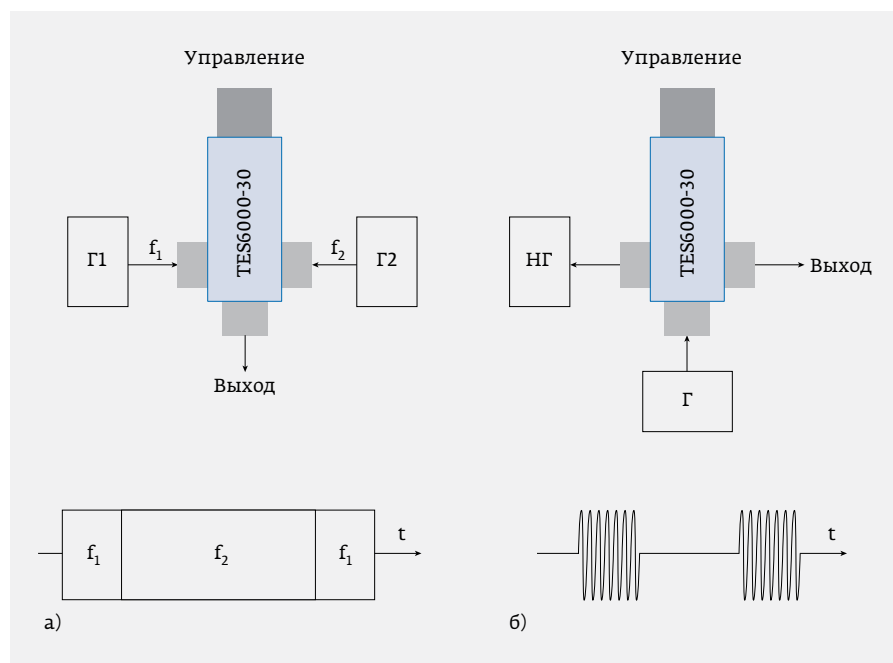 Управление
TES6000-30
Г1
f₁
f₂
Г2
Выход
f₁
f₂
f₁
t
а)
Управление
TES6000-30
НГ
Выход
Г
t
б)